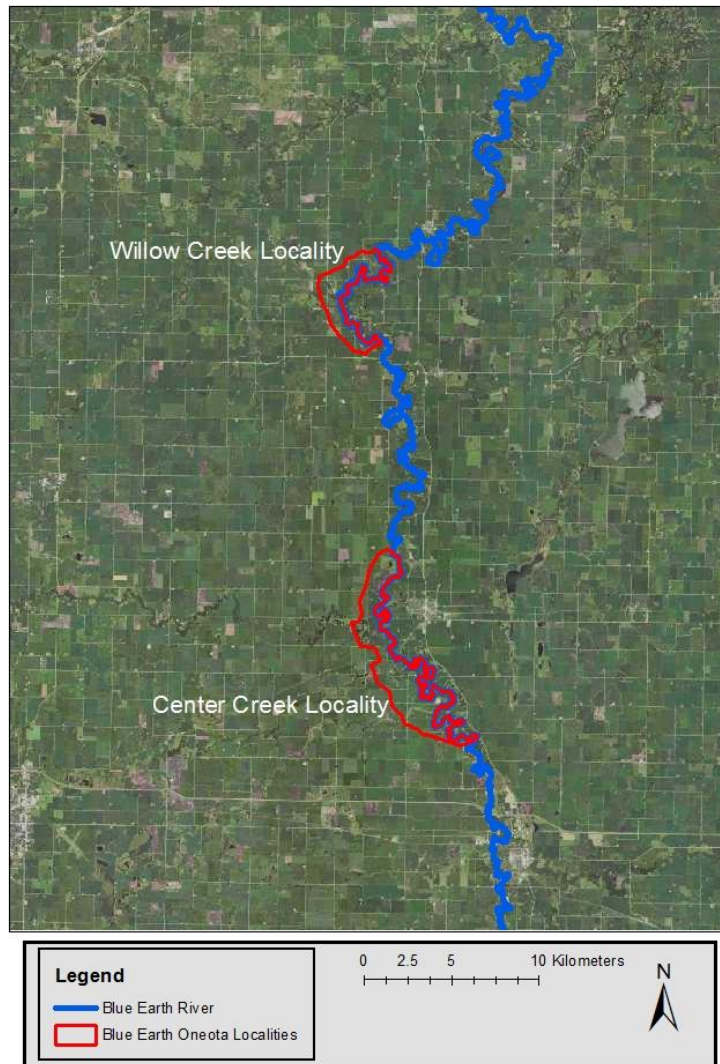 Willow Creek Locality
Center Creek Locality
Legend
Blue Earth River
Blue Earth Oneota Localities
0 2.5 5 10 Kilometers
N